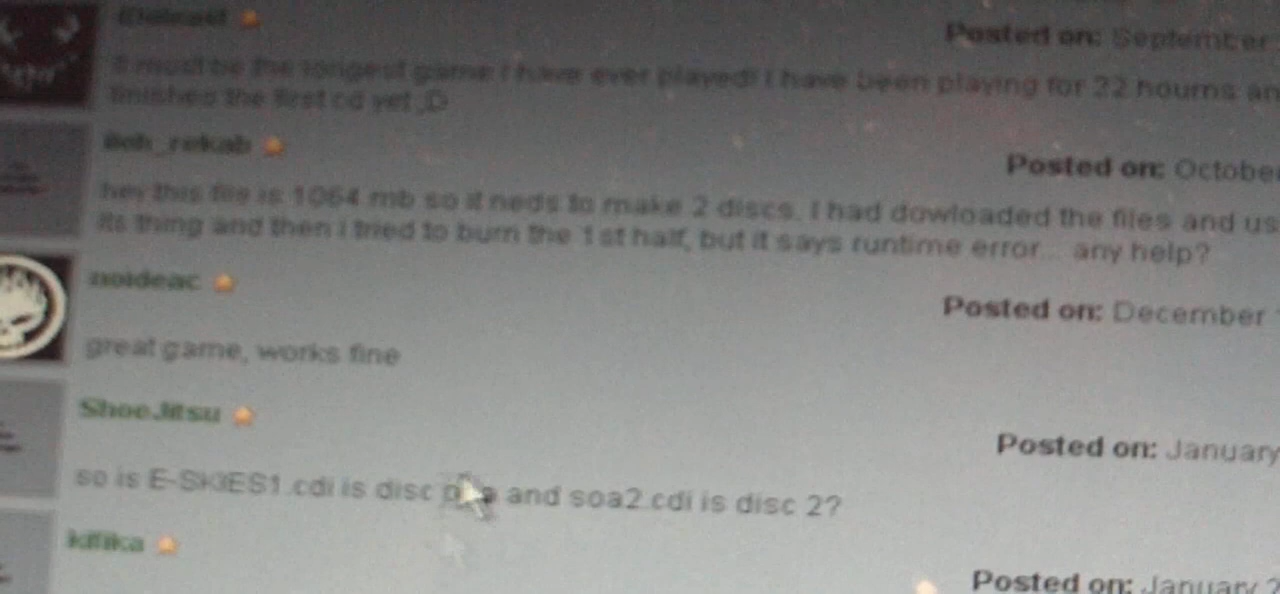 Posted on: September
It must be the longest game I have ever played! I have been playing for 22 hourns an
finished the first cd yet ;D
Posted on: October
hey this file is 1064 mb so it neds to make 2 discs. I had dowloaded the files and us
its thing and then i tried to burn the 1st half, but it says runtime error... any help?
noideac
Posted on: December
great game, works fine
ShoeJitsu
Posted on: January
so is E-SKIES1.cdi is disc and soa2.cdi is disc 2?
Posted on: January 2